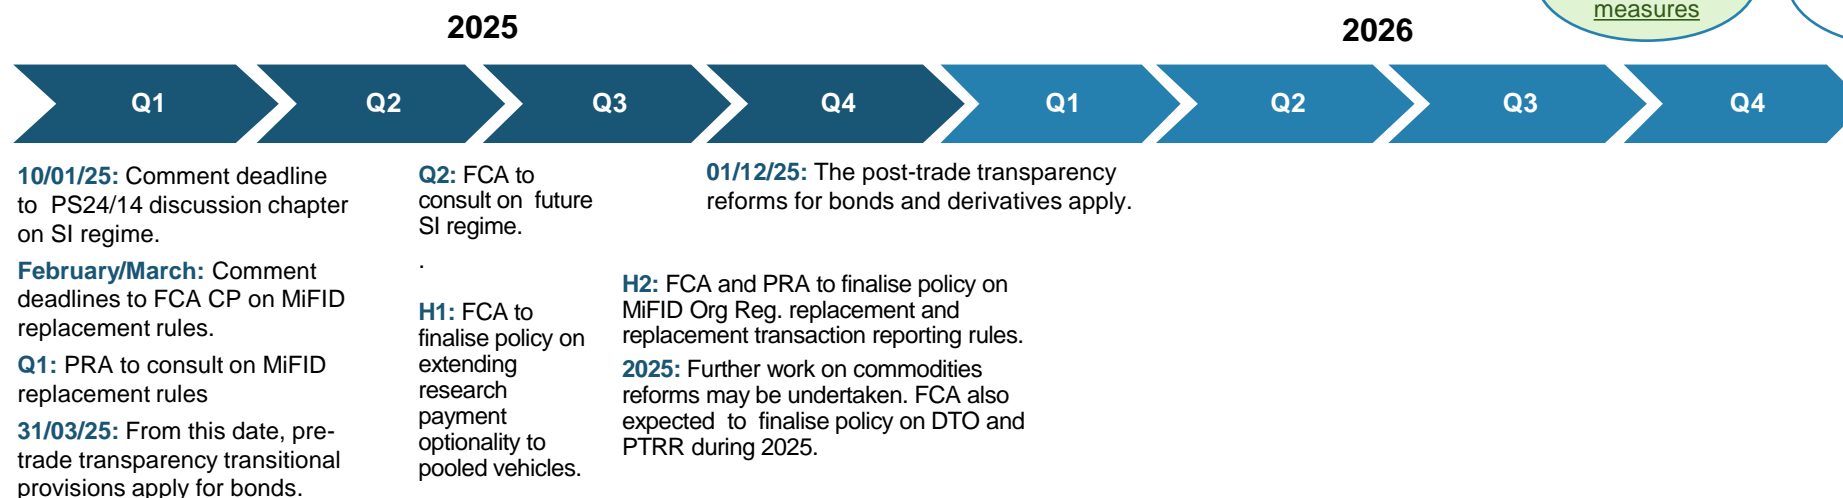 measures
2025
2026
Q1
Q2
Q3
Q4
Q1
Q2
Q3
Q4
10/01/25: Comment deadline
to PS24/14 discussion chapter
on SI regime.
February/March: Comment
deadlines to FCA CP on MiFID
replacement rules.
Q1: PRA to consult on MiFID
replacement rules
31/03/25: From this date, pre-
trade transparency transitional
provisions apply for bonds.
Q2: FCA to
consult on future
SI regime.
.
H1: FCA to
finalise policy on
extending
research
payment
optionality to
pooled vehicles.
01/12/25: The post-trade transparency
reforms for bonds and derivatives apply.
H2: FCA and PRA to finalise policy on
MiFID Org Reg. replacement and
replacement transaction reporting rules.
2025: Further work on commodities
reforms may be undertaken. FCA also
expected to finalise policy on DTO and
PTRR during 2025.